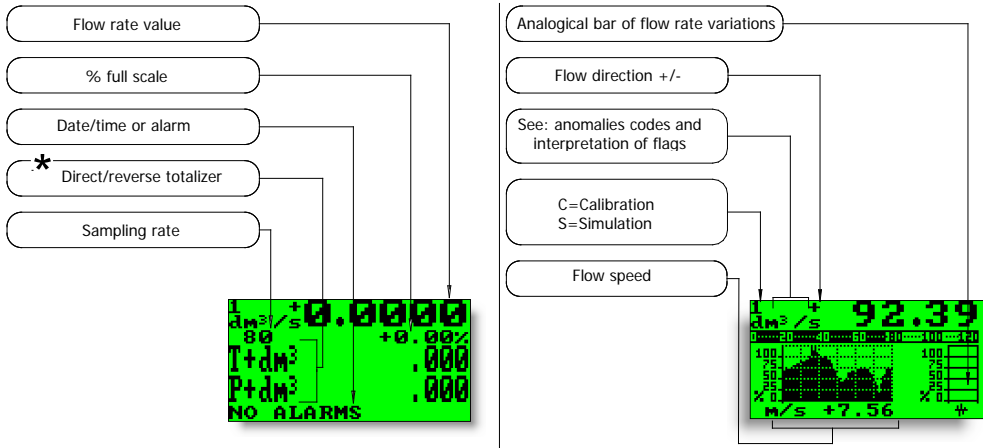 Flow rate value
% full scale
Date/time or alarm
* Direct/reverse totalizer
Sampling rate
1 + 0.0000
dm³/s
80 +0.00%
T+dm³ .000
P+dm³ .000
NO ALARMS
Analogical bar of flow rate variations
Flow direction +/-
See: anomalies codes and
interpretation of flags
C=Calibration
S=Simulation
Flow speed
1 + 92.39
dm³/s
0 20 40 60 80 100 120
100 100
75 75
50 50
25 25
% 0 % 0
m/s +7.56